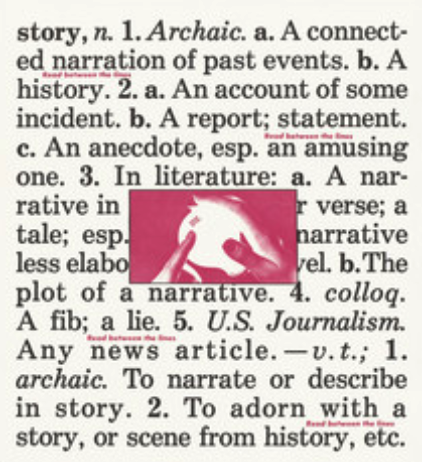 story, n. 1. Archaic. a. A connect-
ed narration of past events. b. A
Read between the lines
history. 2. a. An account of some
incident. b. A report; statement.
Read between the lines
c. An anecdote, esp. an amusing
one. 3. In literature: a. A nar-
rative in r verse; a
tale; esp. narrative
less elabo vel. b. The
plot of a narrative. 4. colloq.
A fib; a lie. 5. U.S. Journalism.
Read between the lines
Any news article. — v.t.; 1.
archaic. To narrate or describe
in story. 2. To adorn with a
Read between the lines
story, or scene from history, etc.